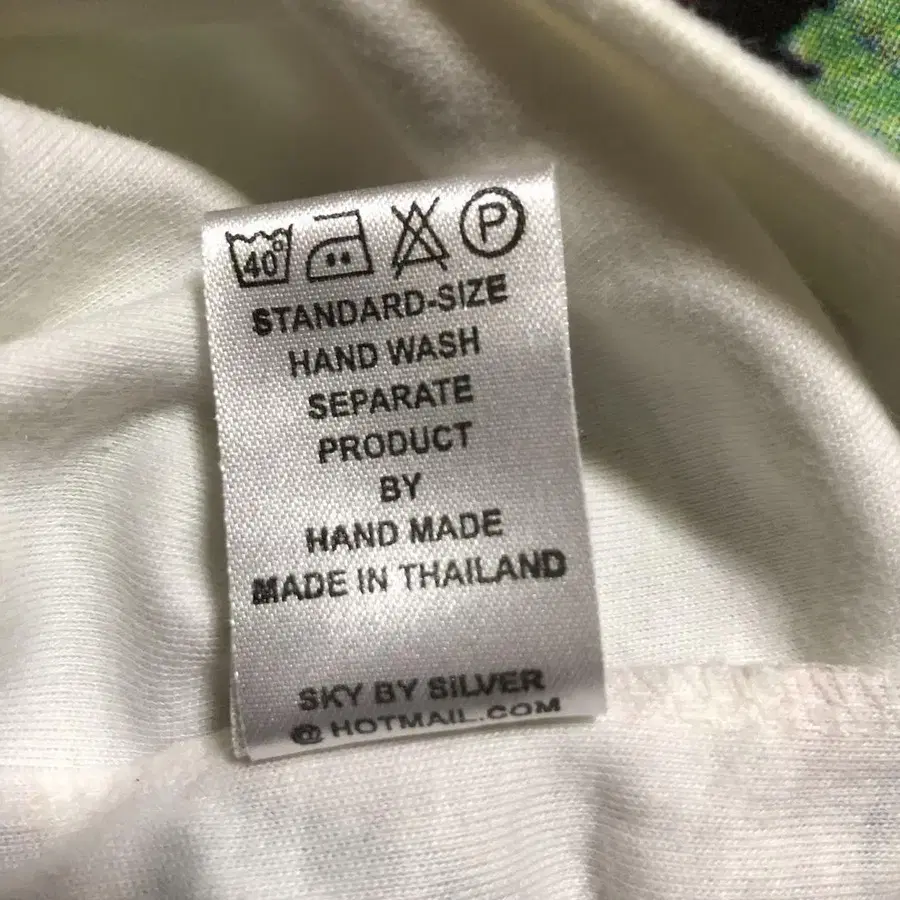 40° P
STANDARD-SIZE
HAND WASH
SEPARATE
PRODUCT
BY
HAND MADE
MADE IN THAILAND
SKY BY SILVER
@HOTMAIL.COM